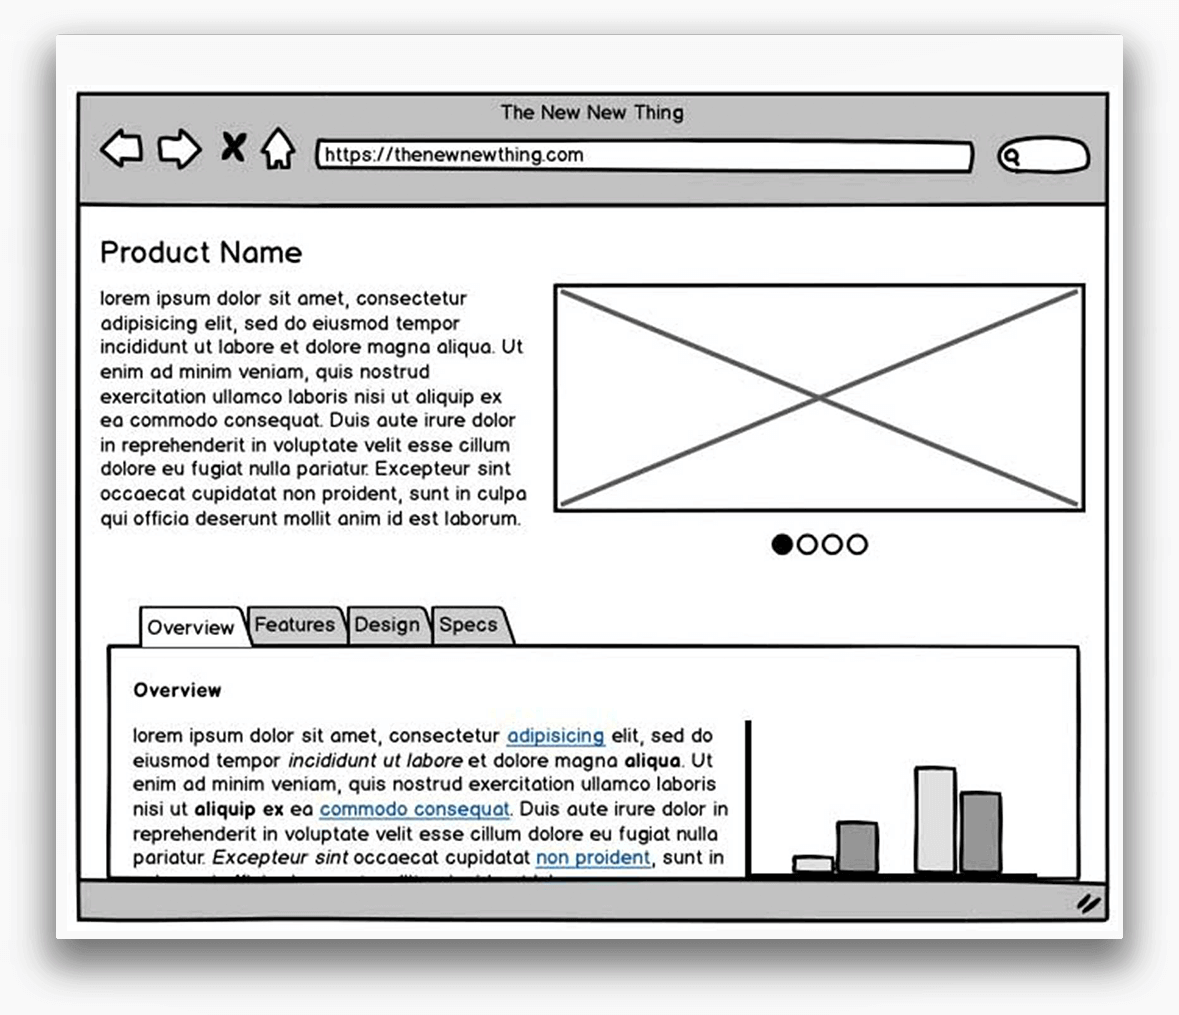 The New New Thing
https://thenewnewthing.com
Product Name
lorem ipsum dolor sit amet, consectetur
adipisicing elit, sed do eiusmod tempor
incididunt ut labore et dolore magna aliqua. Ut
enim ad minim veniam, quis nostrud
exercitation ullamco laboris nisi ut aliquip ex
ea commodo consequat. Duis aute irure dolor
in reprehenderit in voluptate velit esse cillum
dolore eu fugiat nulla pariatur. Excepteur sint
occaecat cupidatat non proident, sunt in culpa
qui officia deserunt mollit anim id est laborum.
Overview Features Design Specs
Overview
lorem ipsum dolor sit amet, consectetur adipisicing elit, sed do
eiusmod tempor incididunt ut labore et dolore magna aliqua. Ut
enim ad minim veniam, quis nostrud exercitation ullamco laboris
nisi ut aliquip ex ea commodo consequat. Duis aute irure dolor in
reprehenderit in voluptate velit esse cillum dolore eu fugiat nulla
pariatur. Excepteur sint occaecat cupidatat non proident, sunt in